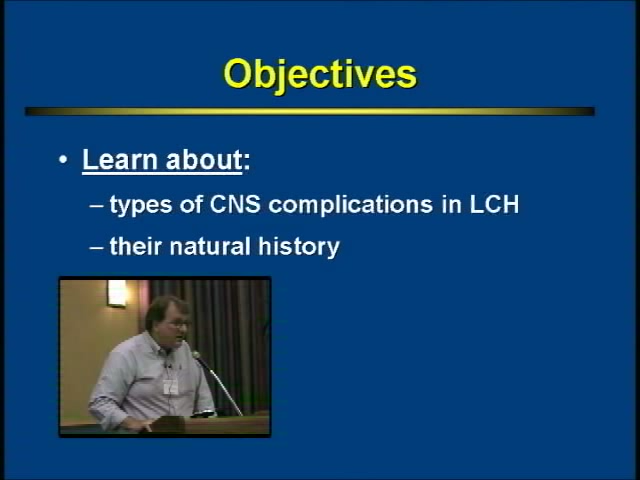 Objectives
• Learn about:
– types of CNS complications in LCH
– their natural history